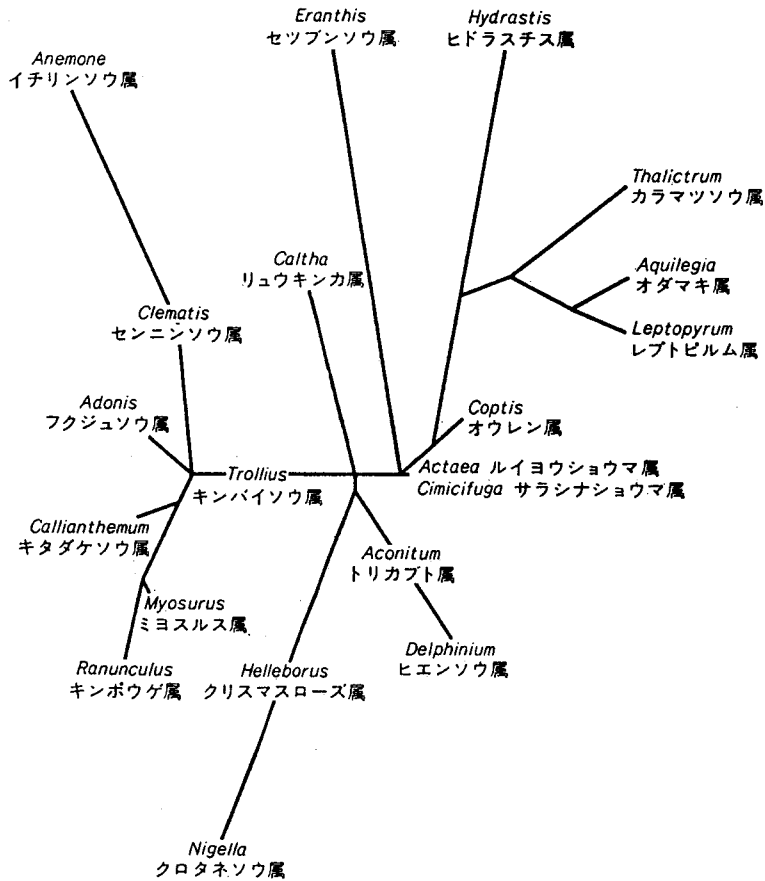 Eranthis
セツブンソウ属
Hydrastis
ヒドラスチス属
Anemone
イチリンソウ属
Thalictrum
カラマツソウ属
Caltha
リュウキンカ属
Aquilegia
オダマキ属
Clematis
センニンソウ属
Leptopyrum
レプトピルム属
Adonis
フクジュソウ属
Coptis
オウレン属
Trollius
キンバイソウ属
Actaea ルイヨウショウマ属
Cimicifuga サラシナショウマ属
Callianthemum
キタダケソウ属
Aconitum
トリカブト属
Myosurus
ミヨスルス属
Delphinium
ヒエンソウ属
Ranunculus
キンポウゲ属
Helleborus
クリスマスローズ属
Nigella
クロタネソウ属